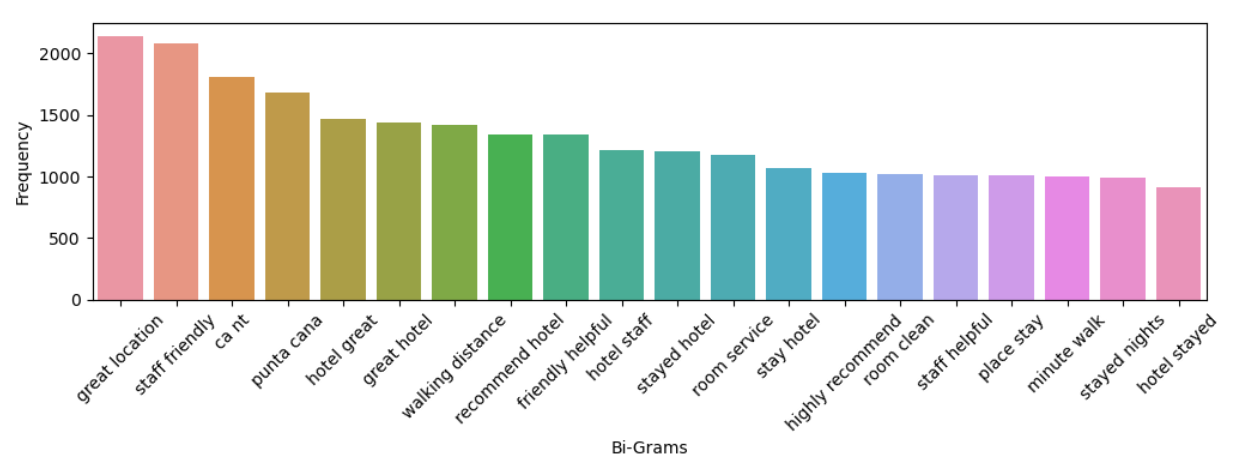 2000
1500
1000
500
0
Frequency
great location
staff friendly
ca nt
punta cana
hotel great
great hotel
walking distance
recommend hotel
friendly helpful
hotel staff
stayed hotel
room service
stay hotel
highly recommend
room clean
staff helpful
place stay
minute walk
stayed nights
hotel stayed
Bi-Grams